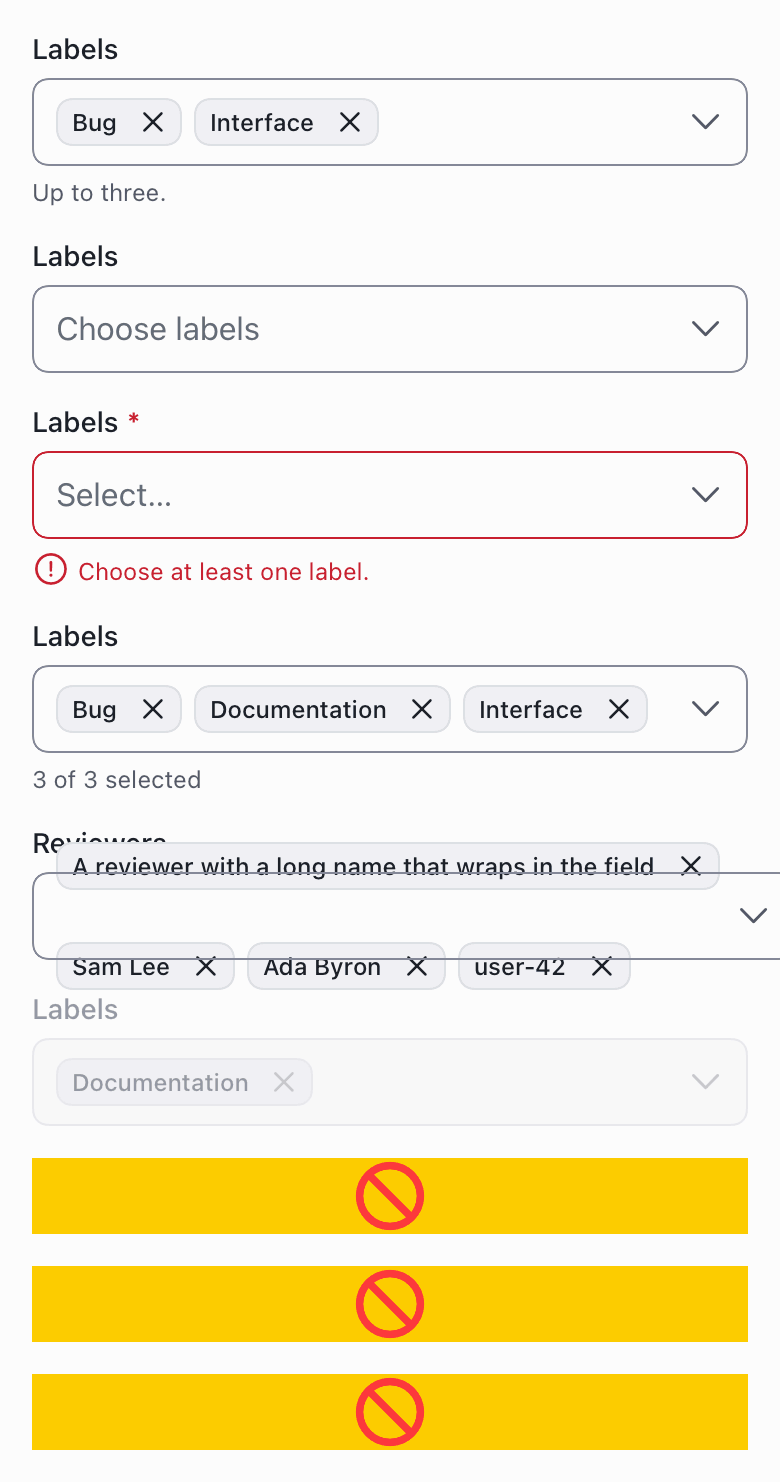 Labels
Bug Interface
Up to three.
Labels
Choose labels
Labels *
Select...
Choose at least one label.
Labels
Bug Documentation Interface
3 of 3 selected
Reviewers
A reviewer with a long name that wraps in the field
Sam Lee Ada Byron user-42
Labels
Documentation